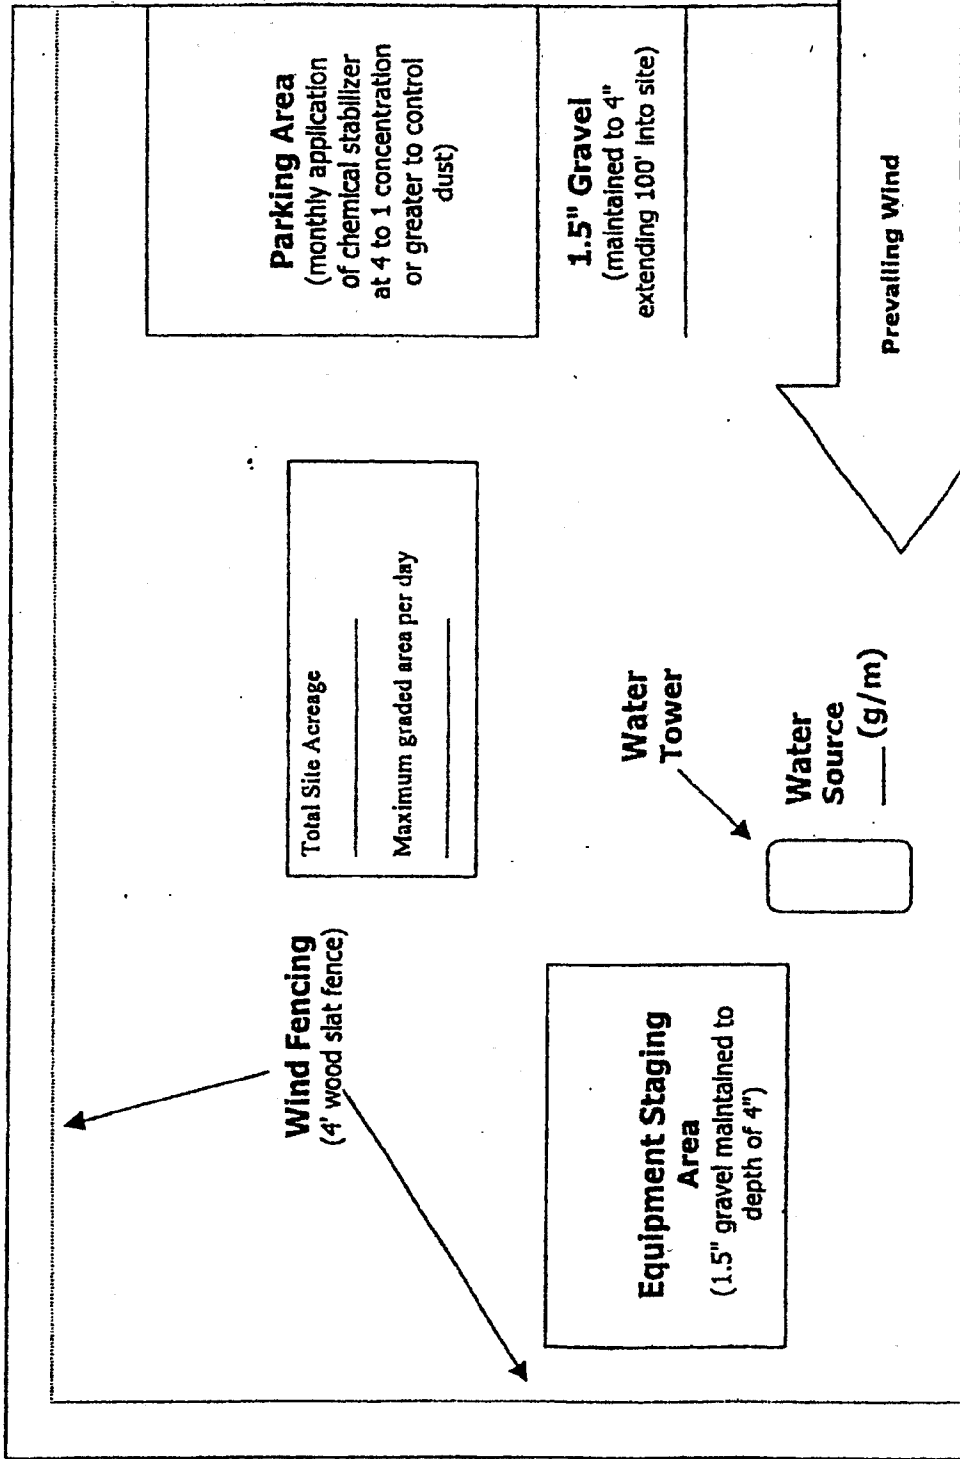 Parking Area
(monthly application
of chemical stabilizer
at 4 to 1 concentration
or greater to control
dust)
1.5" Gravel
(maintained to 4"
extending 100' into site)
Prevailing Wind
Total Site Acreage
Maximum graded area per day
Water
Tower
Water
Source
____ (g/m)
Wind Fencing
(4' wood slat fence)
Equipment Staging
Area
(1.5" gravel maintained to
depth of 4")